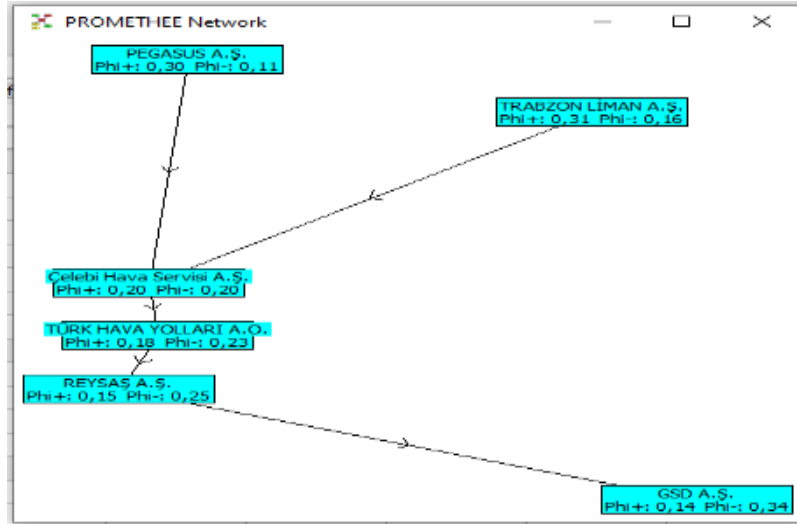 PROMETHEE Network
PEGASUS A.Ş.
Phi+: 0,30 Phi-: 0,11
TRABZON LİMAN A.Ş.
Phi+: 0,31 Phi-: 0,16
Çelebi Hava Servisi A.Ş.
Phi+: 0,20 Phi-: 0,20
TÜRK HAVA YOLLARI A.O.
Phi+: 0,18 Phi-: 0,23
REYSAŞ A.Ş.
Phi+: 0,15 Phi-: 0,25
GSD A.Ş.
Phi+: 0,14 Phi-: 0,34